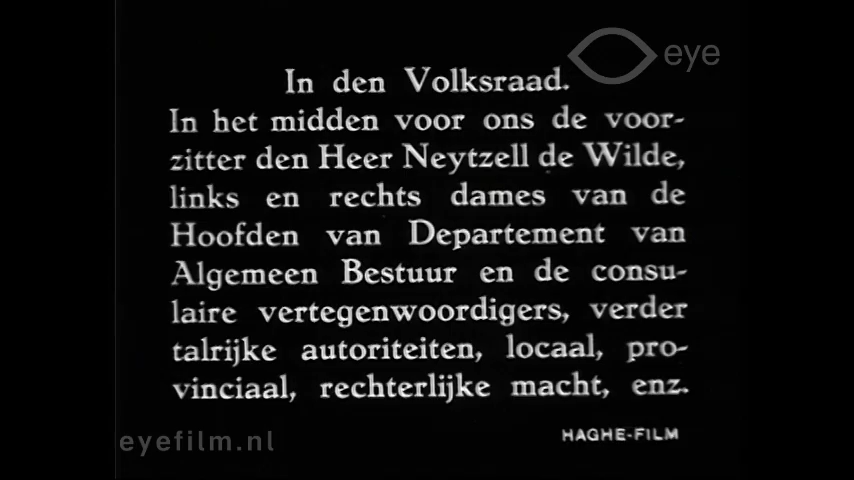 eye
In den Volksraad.
In het midden voor ons de voor-
zitter den Heer Neytzell de Wilde,
links en rechts dames van de
Hoofden van Departement van
Algemeen Bestuur en de consu-
laire vertegenwoordigers, verder
talrijke autoriteiten, locaal, pro-
vinciaal, rechterlijke macht, enz.
HAGHE-FILM
eyefilm.nl